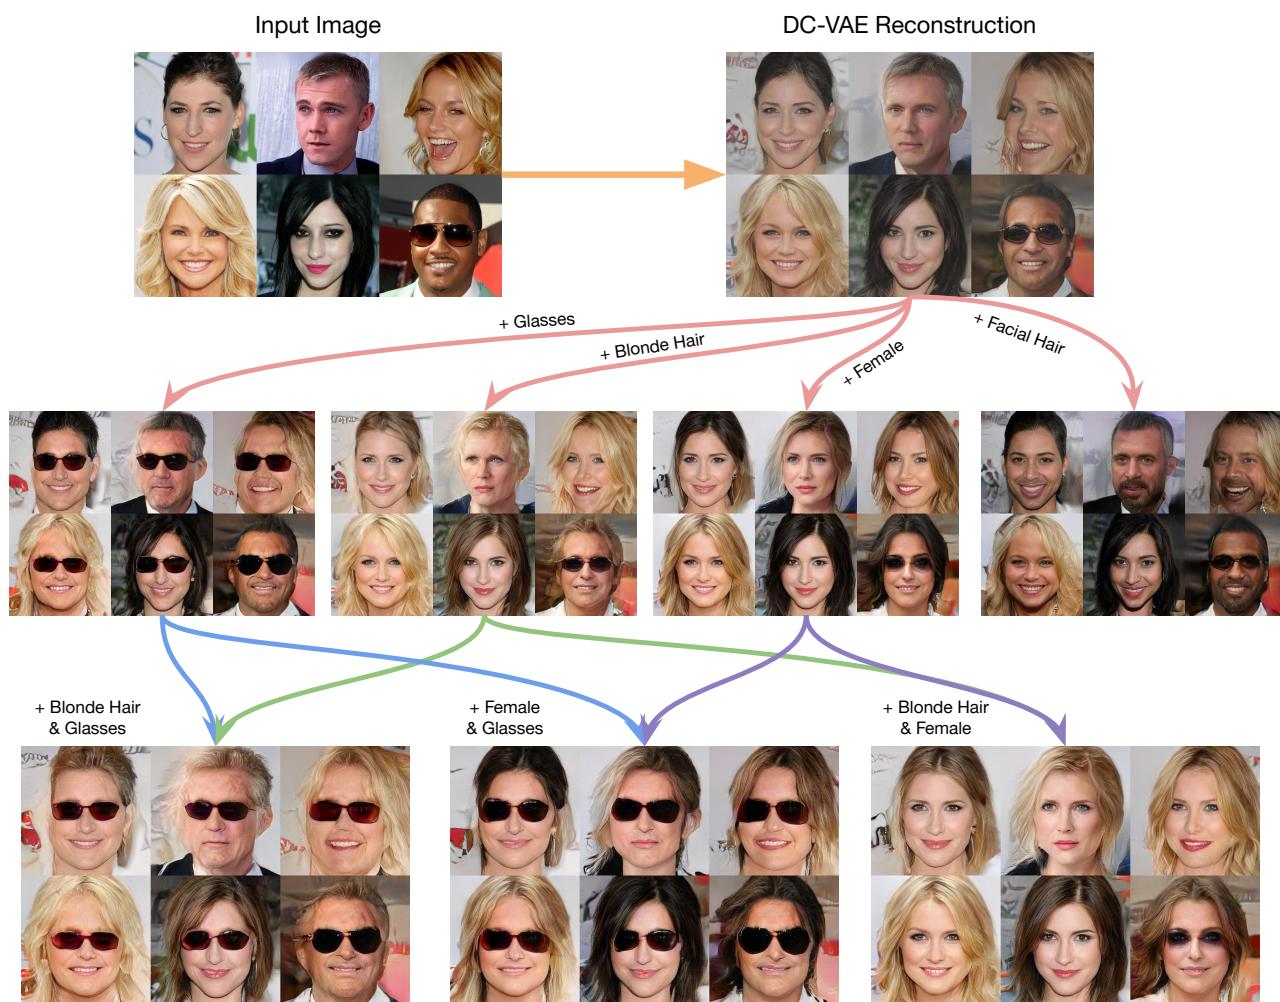 Input Image
DC-VAE Reconstruction
S
+ Glasses
+ Blonde Hair
+ Female
+ Facial Hair
+ Blonde Hair
& Glasses
+ Female
& Glasses
+ Blonde Hair
& Female